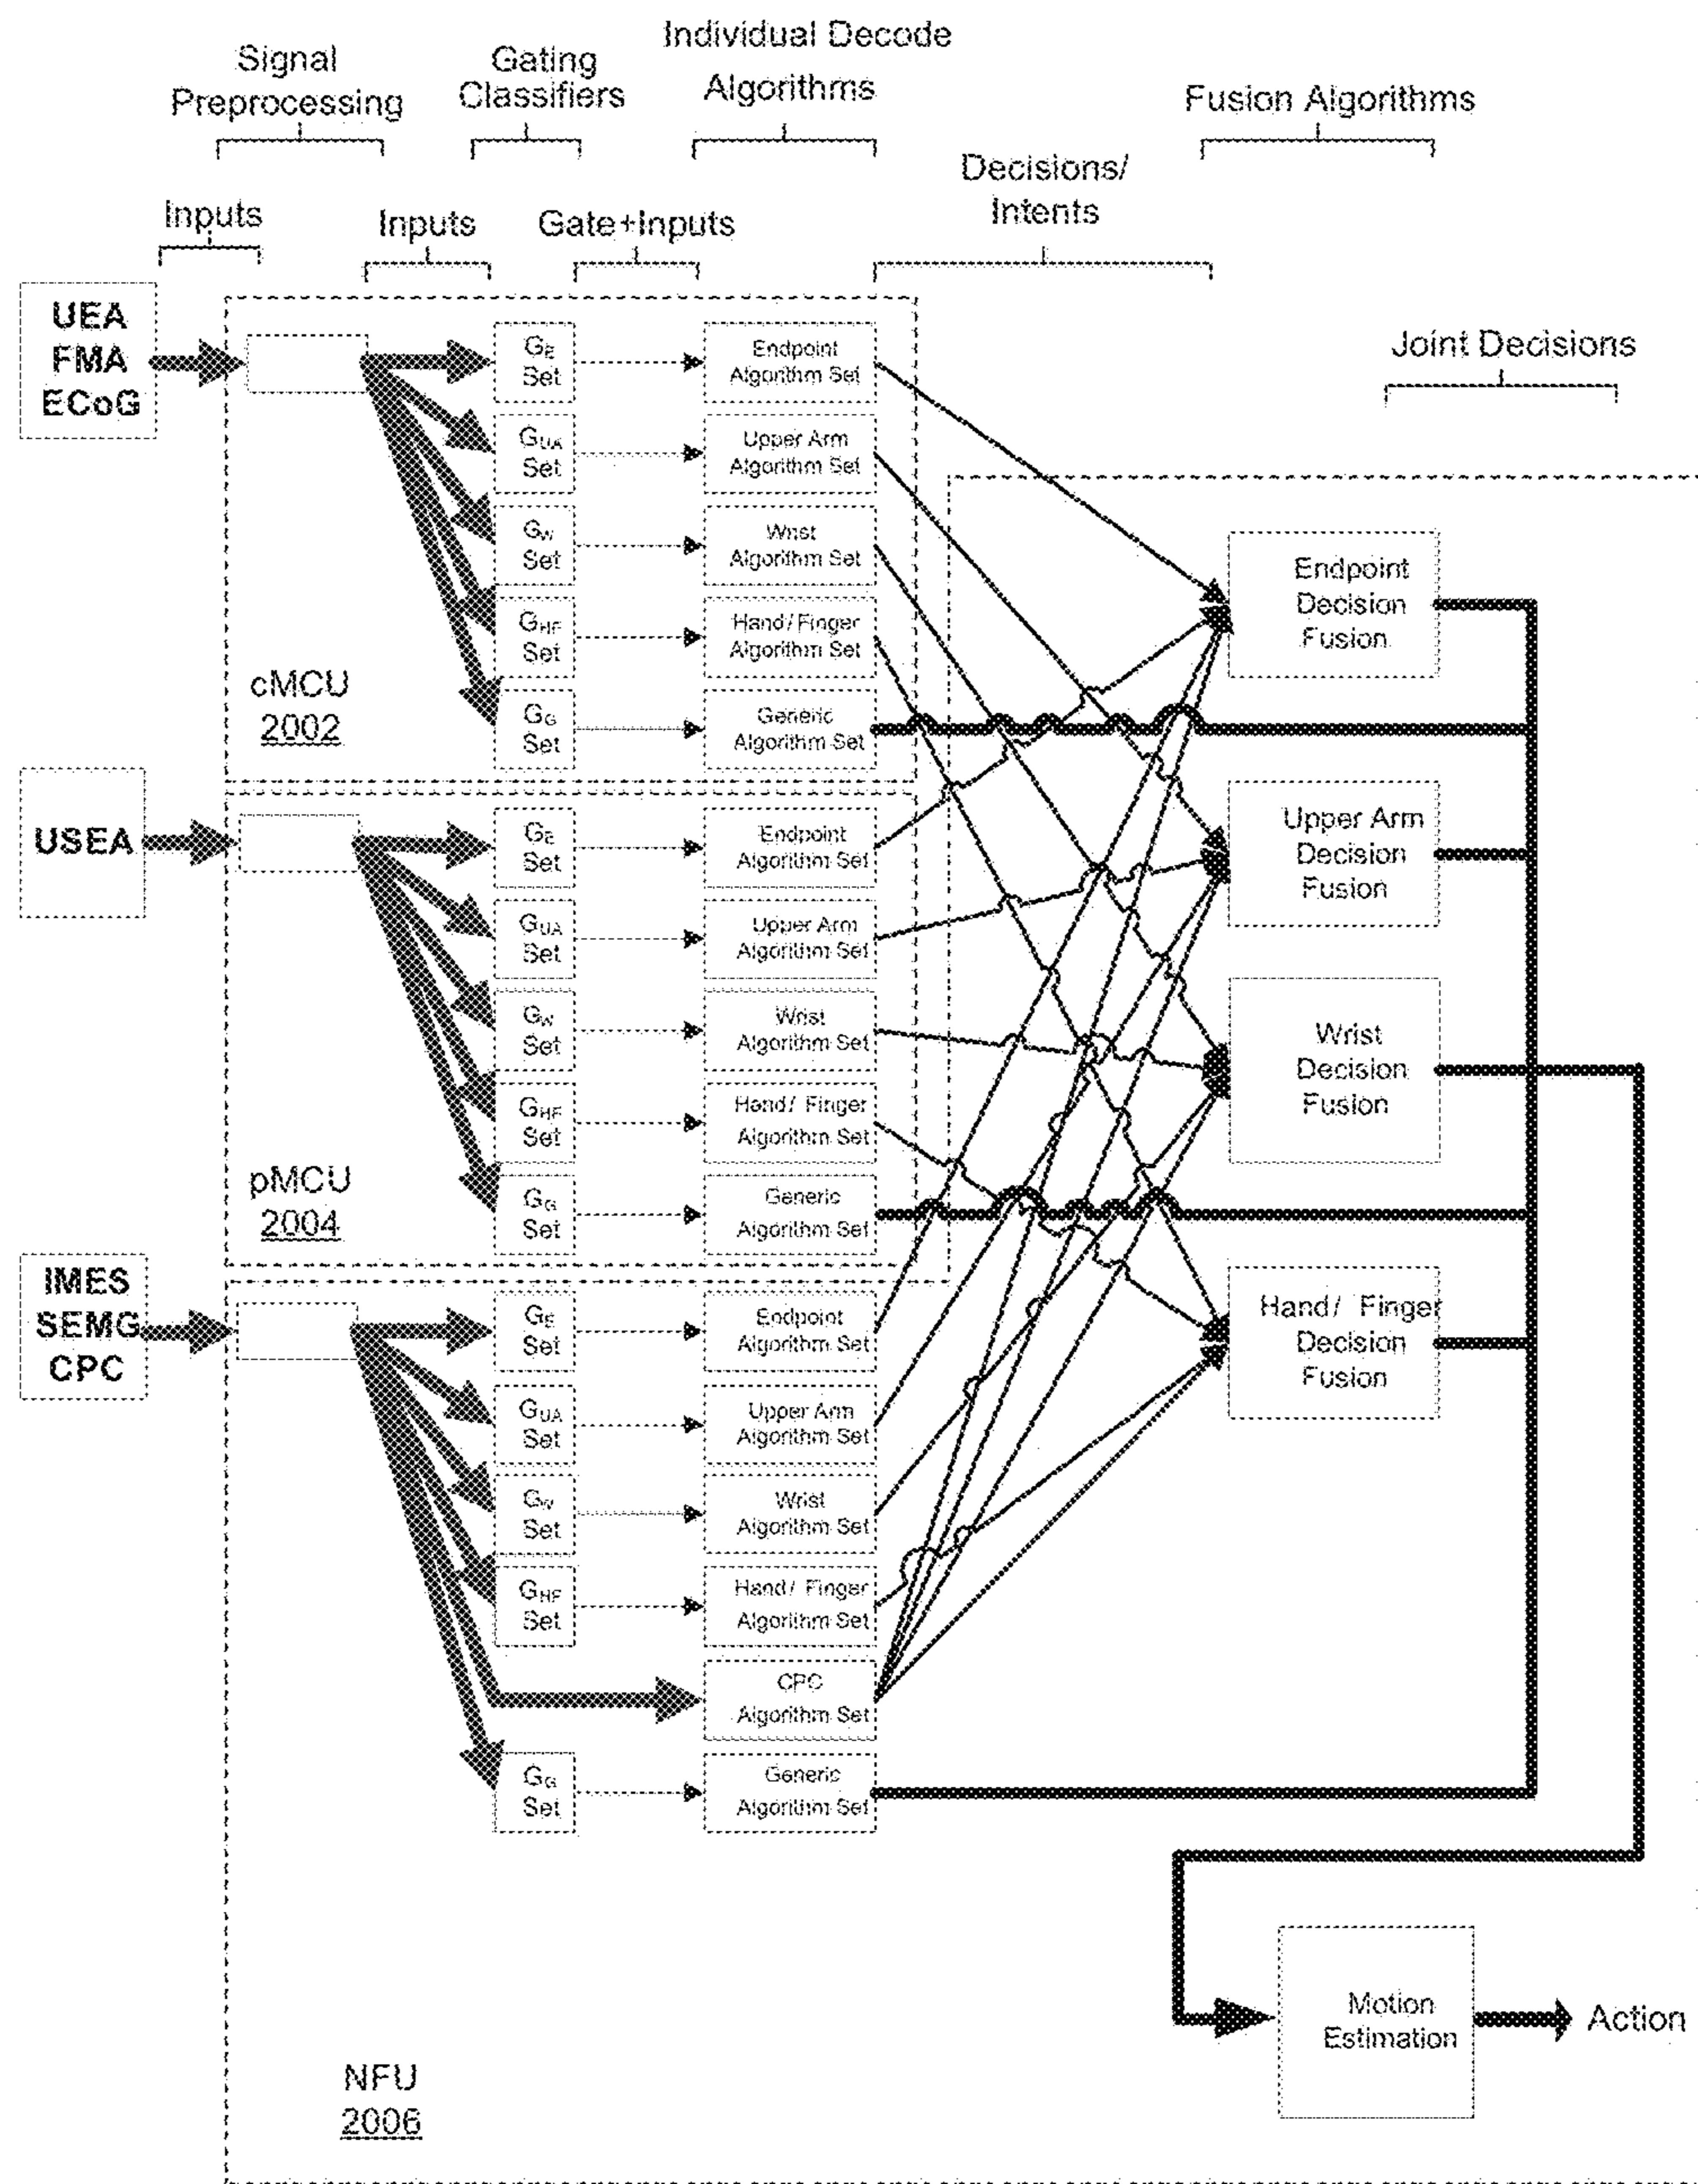 Signal
Preprocessing
Gating
Classifiers
Individual Decode
Algorithms
Fusion Algorithms
Decisions/
Intents
Inputs
Inputs
Gate+Inputs
Joint Decisions
UEA
FMA
ECoG
GE
Set
Endpoint
Algorithm Set
GUA
Set
Upper Arm
Algorithm Set
GW
Set
Wrist
Algorithm Set
GHF
Set
Hand/Finger
Algorithm Set
GG
Set
Generic
Algorithm Set
cMCU
2002
USEA
GE
Set
Endpoint
Algorithm Set
GUA
Set
Upper Arm
Algorithm Set
GW
Set
Wrist
Algorithm Set
GHF
Set
Hand/ Finger
Algorithm Set
GG
Set
Generic
Algorithm Set
pMCU
2004
IMES
SEMG
CPC
GE
Set
Endpoint
Algorithm Set
GUA
Set
Upper Arm
Algorithm Set
GW
Set
Wrist
Algorithm Set
GHF
Set
Hand/ Finger
Algorithm Set
CPC
Algorithm Set
GG
Set
Generic
Algorithm Set
Endpoint
Decision
Fusion
Upper Arm
Decision
Fusion
Wrist
Decision
Fusion
Hand/ Finger
Decision
Fusion
Motion
Estimation
Action
NFU
2006